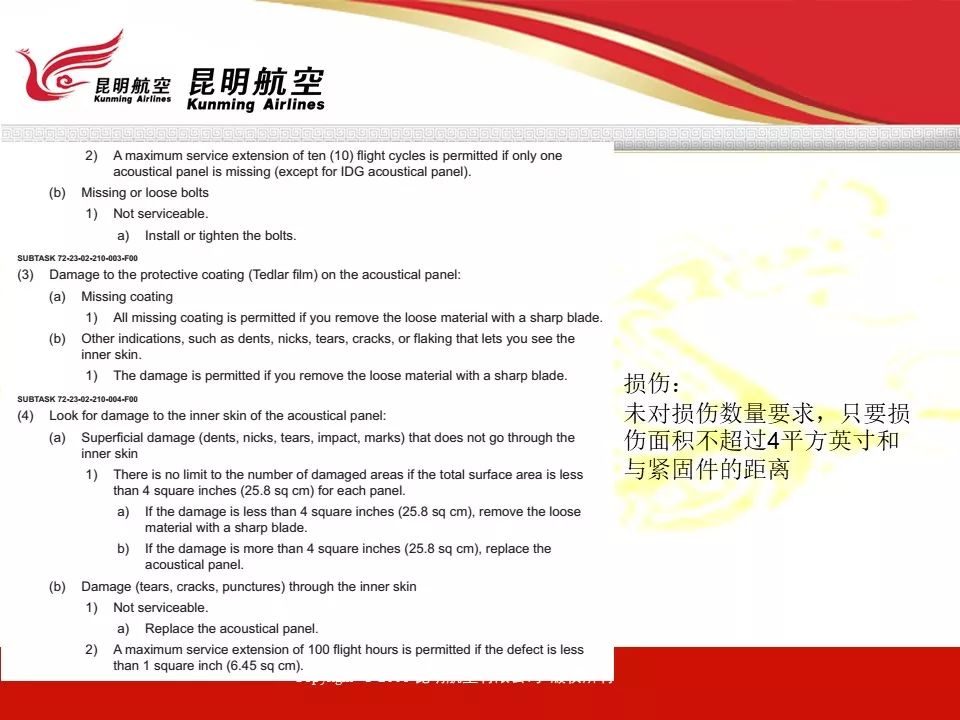 昆明航空
Kunming Airlines
昆明航空
Kunming Airlines
2) A maximum service extension of ten (10) flight cycles is permitted if only one
acoustical panel is missing (except for IDG acoustical panel).
(b) Missing or loose bolts
1) Not serviceable.
a) Install or tighten the bolts.
SUBTASK 72-23-02-210-003-F00
(3) Damage to the protective coating (Tedlar film) on the acoustical panel:
(a) Missing coating
1) All missing coating is permitted if you remove the loose material with a sharp blade.
(b) Other indications, such as dents, nicks, tears, cracks, or flaking that lets you see the
inner skin.
1) The damage is permitted if you remove the loose material with a sharp blade.
SUBTASK 72-23-02-210-004-F00
(4) Look for damage to the inner skin of the acoustical panel:
(a) Superficial damage (dents, nicks, tears, impact, marks) that does not go through the
inner skin
1) There is no limit to the number of damaged areas if the total surface area is less
than 4 square inches (25.8 sq cm) for each panel.
a) If the damage is less than 4 square inches (25.8 sq cm), remove the loose
material with a sharp blade.
b) If the damage is more than 4 square inches (25.8 sq cm), replace the
acoustical panel.
(b) Damage (tears, cracks, punctures) through the inner skin
1) Not serviceable.
a) Replace the acoustical panel.
2) A maximum service extension of 100 flight hours is permitted if the defect is less
than 1 square inch (6.45 sq cm).
损伤：
未对损伤数量要求，只要损
伤面积不超过4平方英寸和
与紧固件的距离